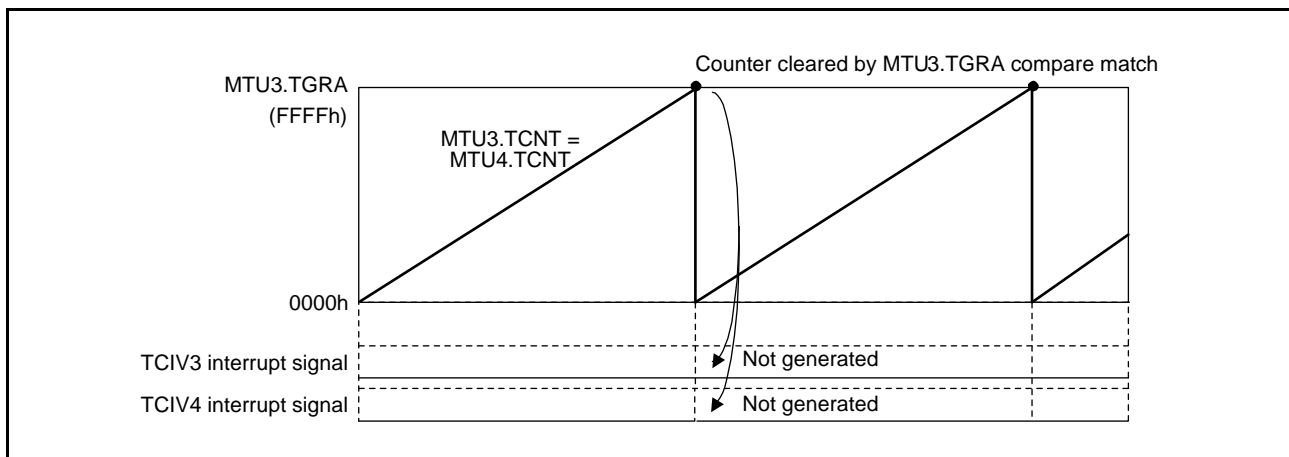 Counter cleared by MTU3.TGRA compare match
MTU3.TGRA
(FFFFh)
MTU3.TCNT =
MTU4.TCNT
0000h
TCIV3 interrupt signal
Not generated
TCIV4 interrupt signal
Not generated